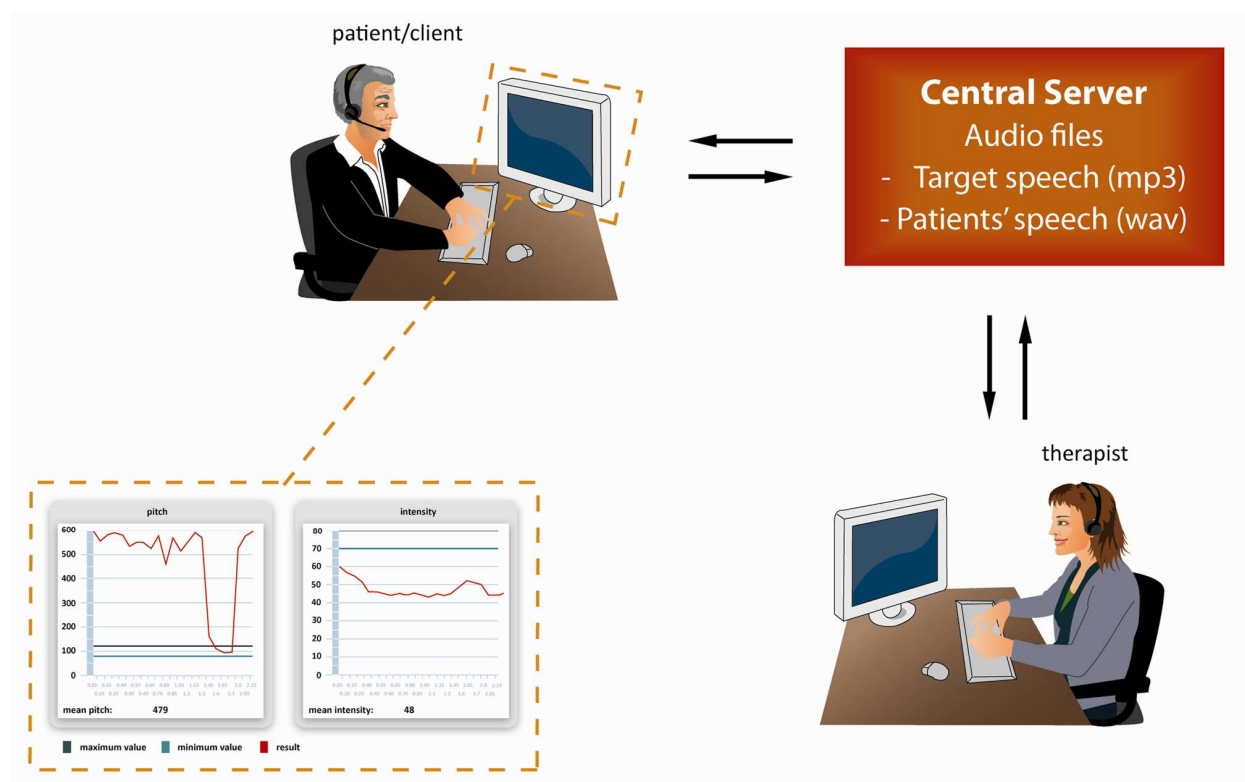 patient/client
Central Server
Audio files
- Target speech (mp3)
- Patients' speech (wav)
therapist
pitch
600
500
400
300
200
100
0
mean pitch: 479
intensity
80
70
60
50
40
30
20
10
0
mean intensity: 48
maximum value minimum value result